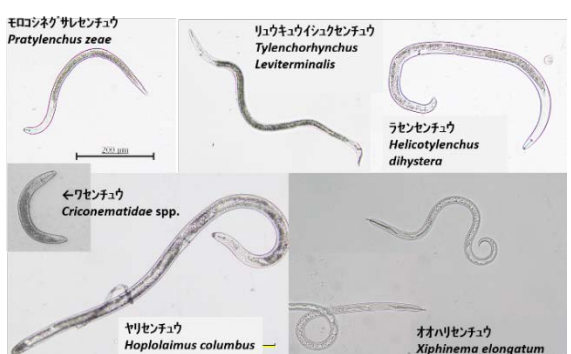 モロコシネグサレセンチュウ
Pratylenchus zeae
200 μm
リュウキュウイシュクセンチュウ
Tylenchorhynchus
Leviterminalis
ラセンセンチュウ
Helicotylenchus
dihystera
←ワセンチュウ
Criconematidae spp.
ヤリセンチュウ
Hoplolaimus columbus
オオハリセンチュウ
Xiphinema elongatum